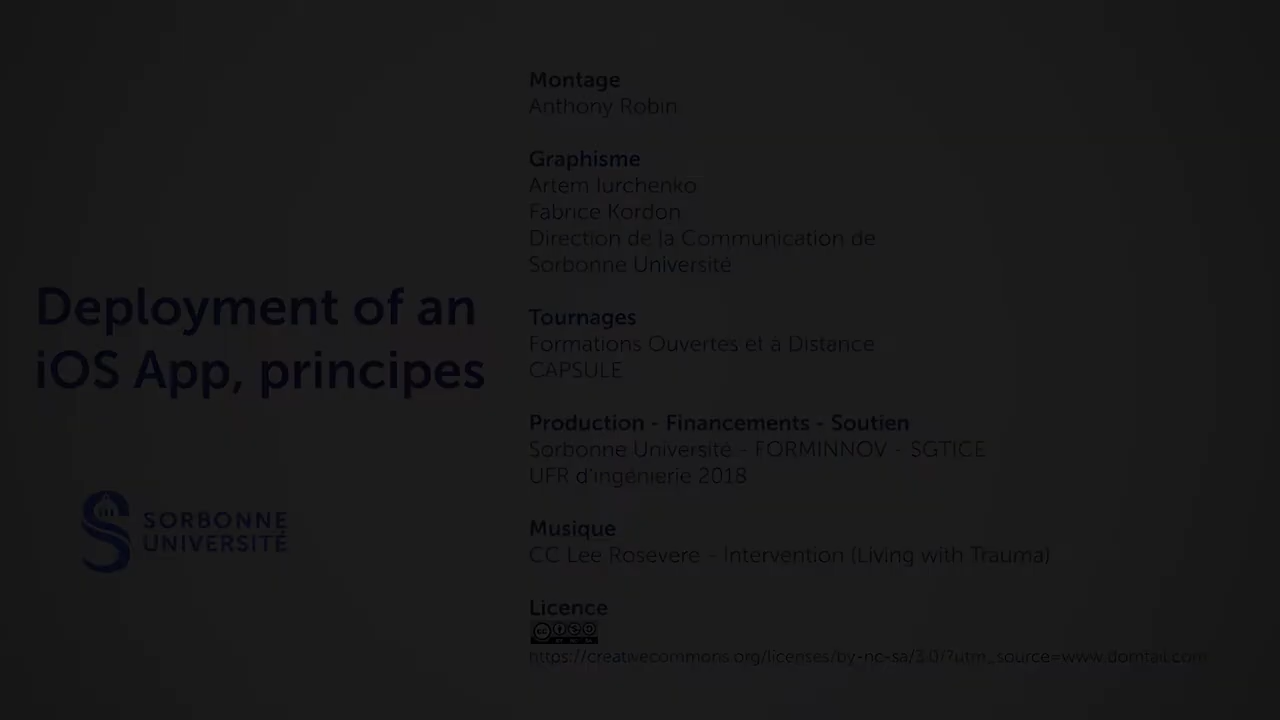 Deployment of an
iOS App, principes
SORBONNE
UNIVERSITÉ
Montage
Anthony Robin
Graphisme
Artem Iurchenko
Fabrice Kordon
Direction de la Communication de
Sorbonne Université
Tournages
Formations Ouvertes et à Distance
CAPSULE
Production - Financements - Soutien
Sorbonne Université - FORMINNOV - SGTICE
UFR d'ingénierie 2018
Musique
CC Lee Rosevere - Intervention (Living with Trauma)
Licence
https://creativecommons.org/licenses/by-nc-sa/3.0/?utm_source=www.domtail.com